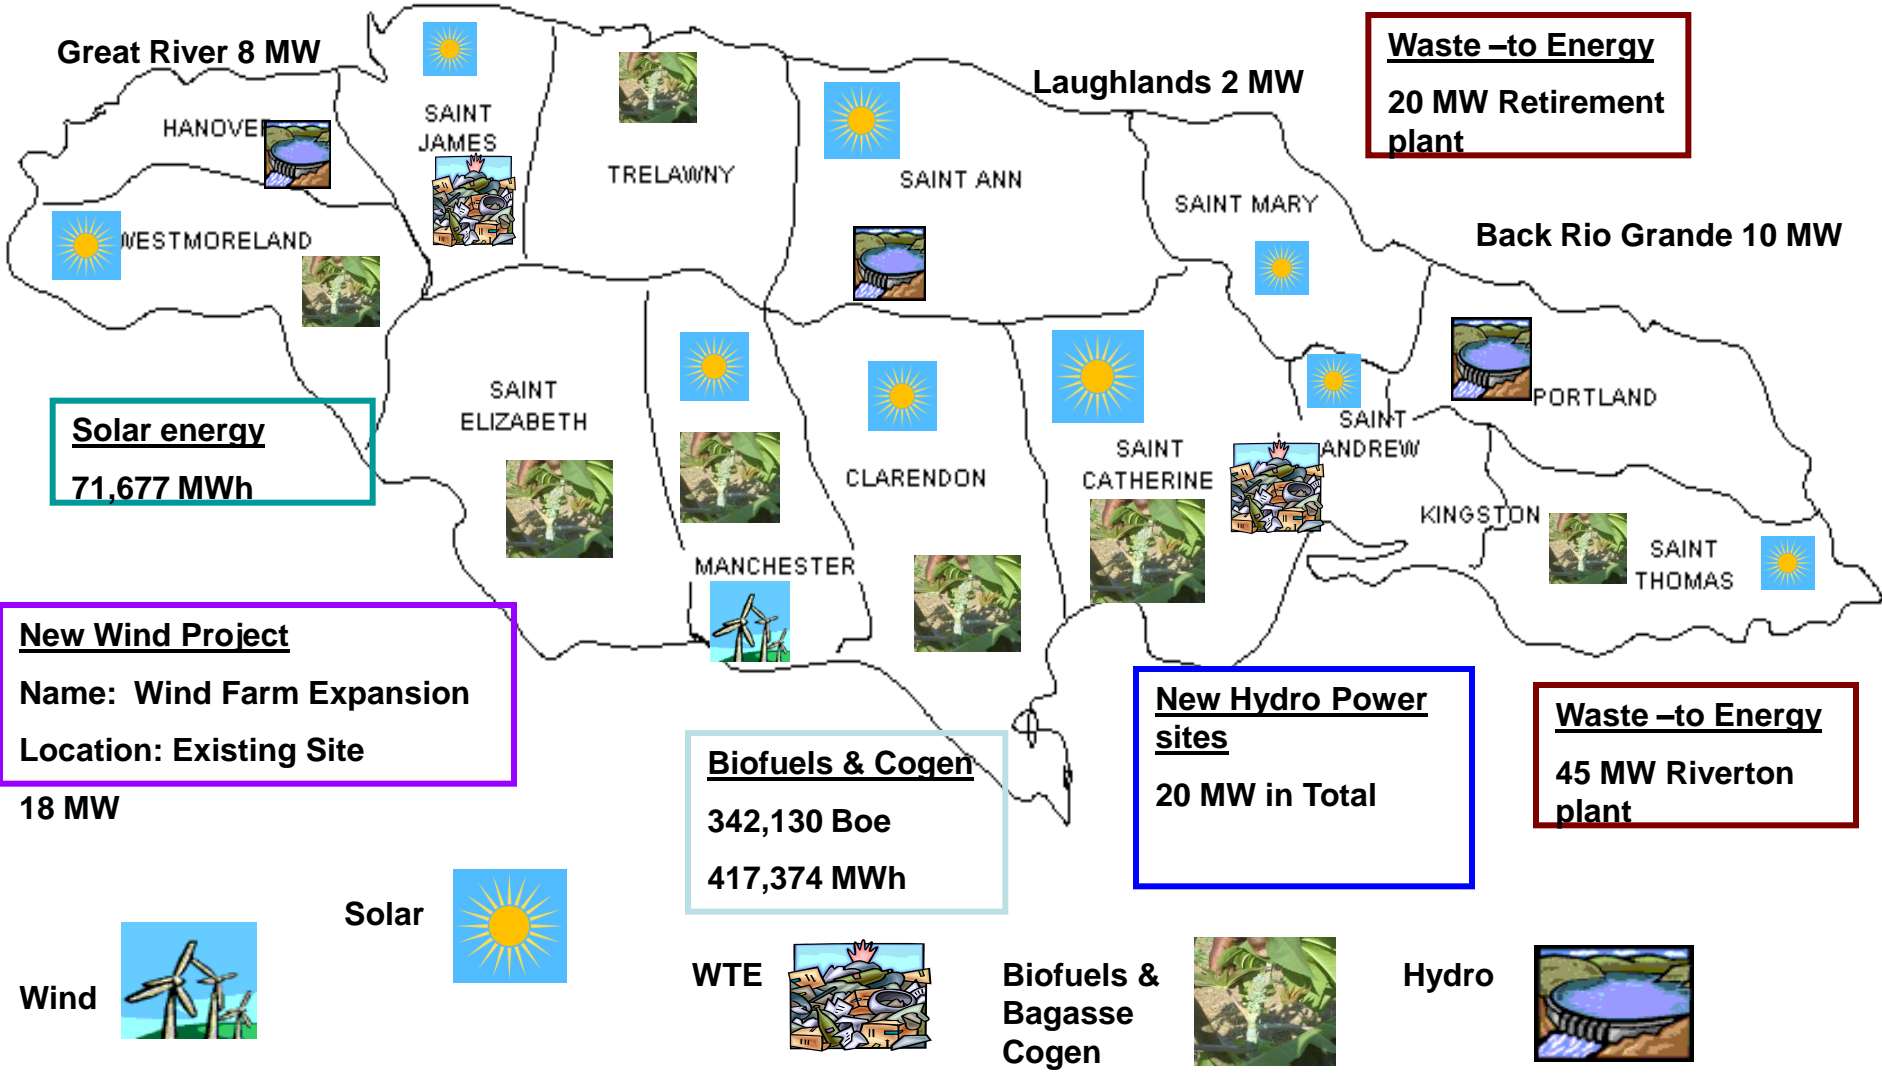 Great River 8 MW
Laughlands 2 MW
Waste –to Energy
20 MW Retirement
plant
HANOVER
SAINT
JAMES
TRELAWNY
SAINT ANN
SAINT MARY
Back Rio Grande 10 MW
WESTMORELAND
SAINT
ELIZABETH
MANCHESTER
CLARENDON
SAINT
CATHERINE
SAINT
ANDREW
PORTLAND
KINGSTON
SAINT
THOMAS
Solar energy
71,677 MWh
New Wind Project
Name: Wind Farm Expansion
Location: Existing Site
18 MW
Biofuels & Cogen
342,130 Boe
417,374 MWh
New Hydro Power
sites
20 MW in Total
Waste –to Energy
45 MW Riverton
plant
Wind
Solar
WTE
Biofuels &
Bagasse
Cogen
Hydro